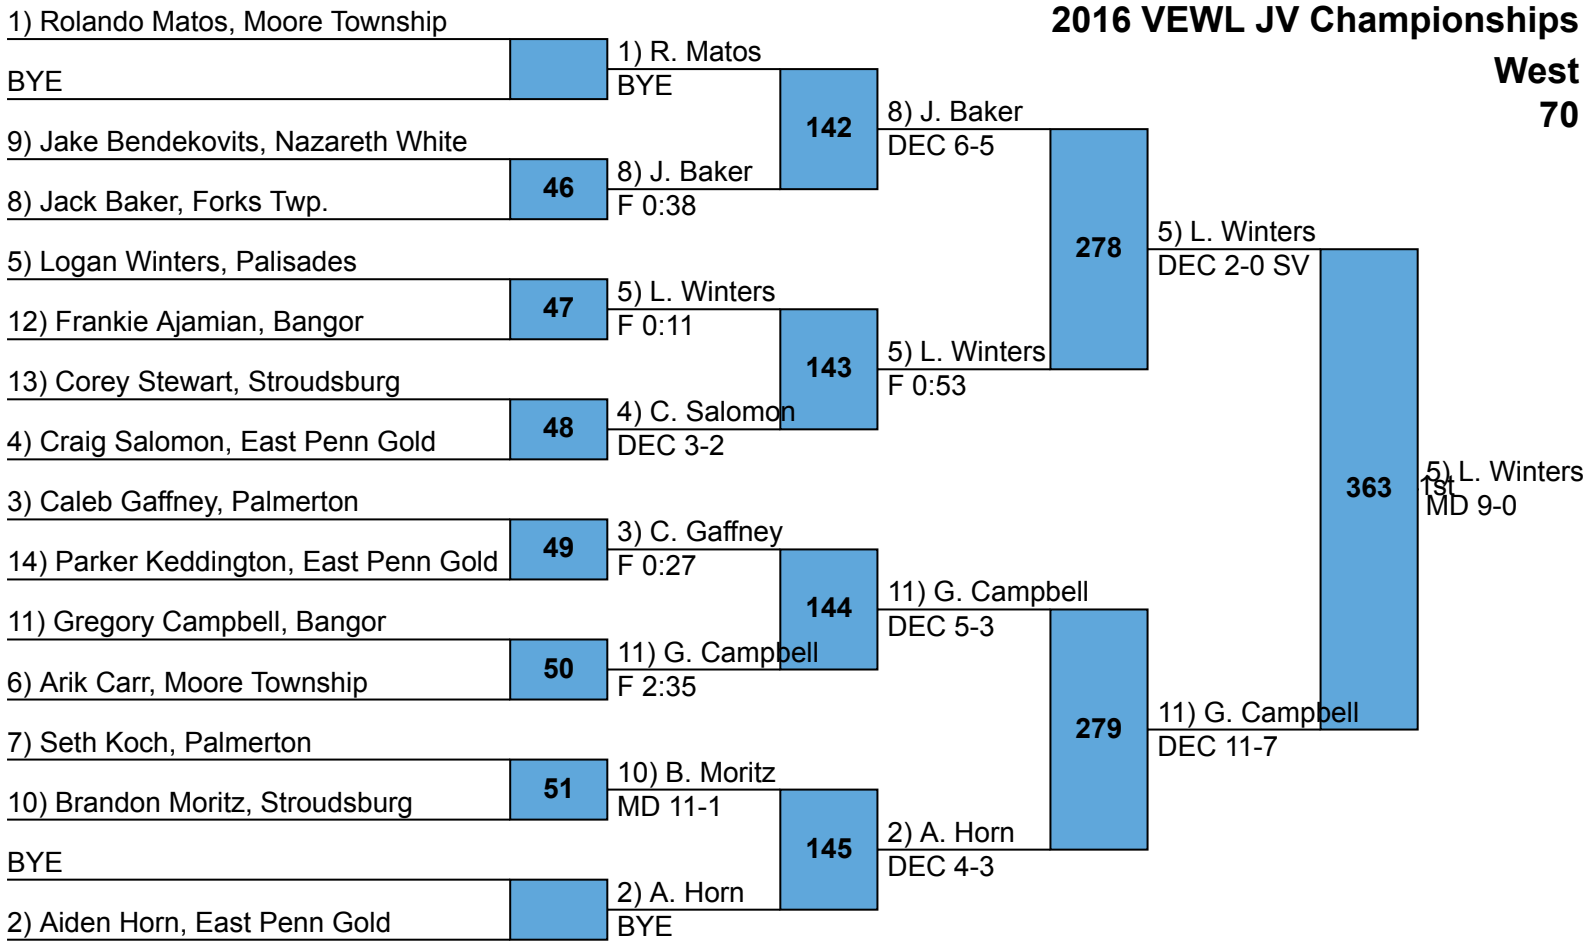 2016 VEWL JV Championships
West
70
1) Rolando Matos, Moore Township
BYE
9) Jake Bendekovits, Nazareth White
8) Jack Baker, Forks Twp.
5) Logan Winters, Palisades
12) Frankie Ajamian, Bangor
13) Corey Stewart, Stroudsburg
4) Craig Salomon, East Penn Gold
3) Caleb Gaffney, Palmerton
14) Parker Keddington, East Penn Gold
11) Gregory Campbell, Bangor
6) Arik Carr, Moore Township
7) Seth Koch, Palmerton
10) Brandon Moritz, Stroudsburg
BYE
2) Aiden Horn, East Penn Gold
46
47
48
49
50
51
1) R. Matos
BYE
8) J. Baker
F 0:38
5) L. Winters
F 0:11
4) C. Salomon
DEC 3-2
3) C. Gaffney
F 0:27
11) G. Campbell
F 2:35
10) B. Moritz
MD 11-1
2) A. Horn
BYE
142
143
144
145
8) J. Baker
DEC 6-5
5) L. Winters
F 0:53
11) G. Campbell
DEC 5-3
2) A. Horn
DEC 4-3
278
279
5) L. Winters
DEC 2-0 SV
11) G. Campbell
DEC 11-7
363
5) L. Winters
1st
MD 9-0